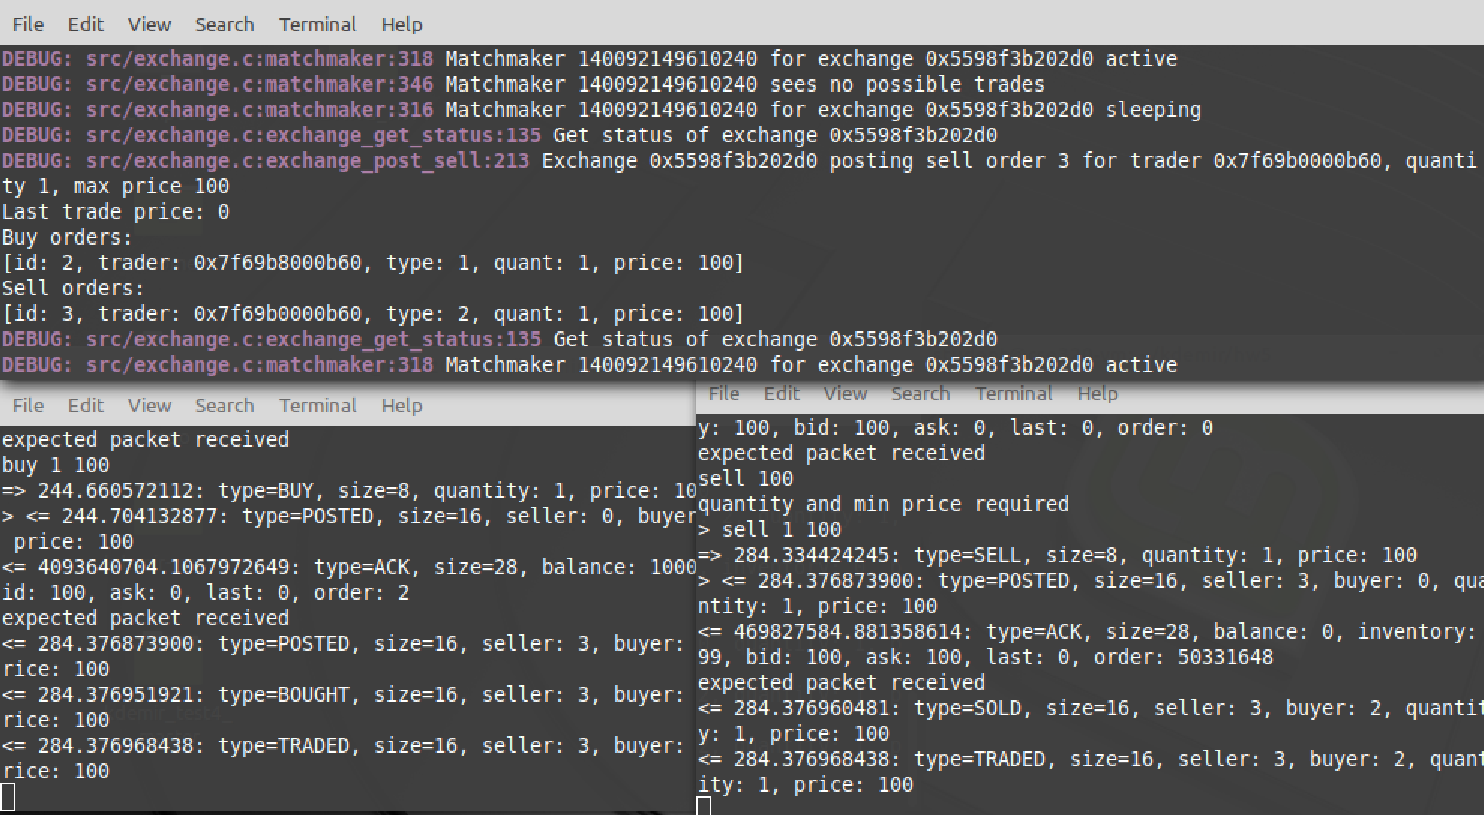 File Edit View Search Terminal Help
DEBUG: src/exchange.c:matchmaker:318 Matchmaker 140092149610240 for exchange 0x5598f3b202d0 active
DEBUG: src/exchange.c:matchmaker:346 Matchmaker 140092149610240 sees no possible trades
DEBUG: src/exchange.c:matchmaker:316 Matchmaker 140092149610240 for exchange 0x5598f3b202d0 sleeping
DEBUG: src/exchange.c:exchange_get_status:135 Get status of exchange 0x5598f3b202d0
DEBUG: src/exchange.c:exchange_post_sell:213 Exchange 0x5598f3b202d0 posting sell order 3 for trader 0x7f69b0000b60, quanti
ty 1, max price 100
Last trade price: 0
Buy orders:
[id: 2, trader: 0x7f69b8000b60, type: 1, quant: 1, price: 100]
Sell orders:
[id: 3, trader: 0x7f69b0000b60, type: 2, quant: 1, price: 100]
DEBUG: src/exchange.c:exchange_get_status:135 Get status of exchange 0x5598f3b202d0
DEBUG: src/exchange.c:matchmaker:318 Matchmaker 140092149610240 for exchange 0x5598f3b202d0 active
File Edit View Search Terminal Help
expected packet received
buy 1 100
=> 244.660572112: type=BUY, size=8, quantity: 1, price: 10
> <= 244.704132877: type=POSTED, size=16, seller: 0, buyer
price: 100
<= 4093640704.1067972649: type=ACK, size=28, balance: 1000
id: 100, ask: 0, last: 0, order: 2
expected packet received
<= 284.376873900: type=POSTED, size=16, seller: 3, buyer:
rice: 100
<= 284.376951921: type=BOUGHT, size=16, seller: 3, buyer:
rice: 100
<= 284.376968438: type=TRADED, size=16, seller: 3, buyer:
rice: 100
File Edit View Search Terminal Help
y: 100, bid: 100, ask: 0, last: 0, order: 0
expected packet received
sell 100
quantity and min price required
> sell 1 100
=> 284.334424245: type=SELL, size=8, quantity: 1, price: 100
> <= 284.376873900: type=POSTED, size=16, seller: 3, buyer: 0, qua
ntity: 1, price: 100
<= 469827584.881358614: type=ACK, size=28, balance: 0, inventory:
99, bid: 100, ask: 100, last: 0, order: 50331648
expected packet received
<= 284.376960481: type=SOLD, size=16, seller: 3, buyer: 2, quantit
y: 1, price: 100
<= 284.376968438: type=TRADED, size=16, seller: 3, buyer: 2, quant
ity: 1, price: 100